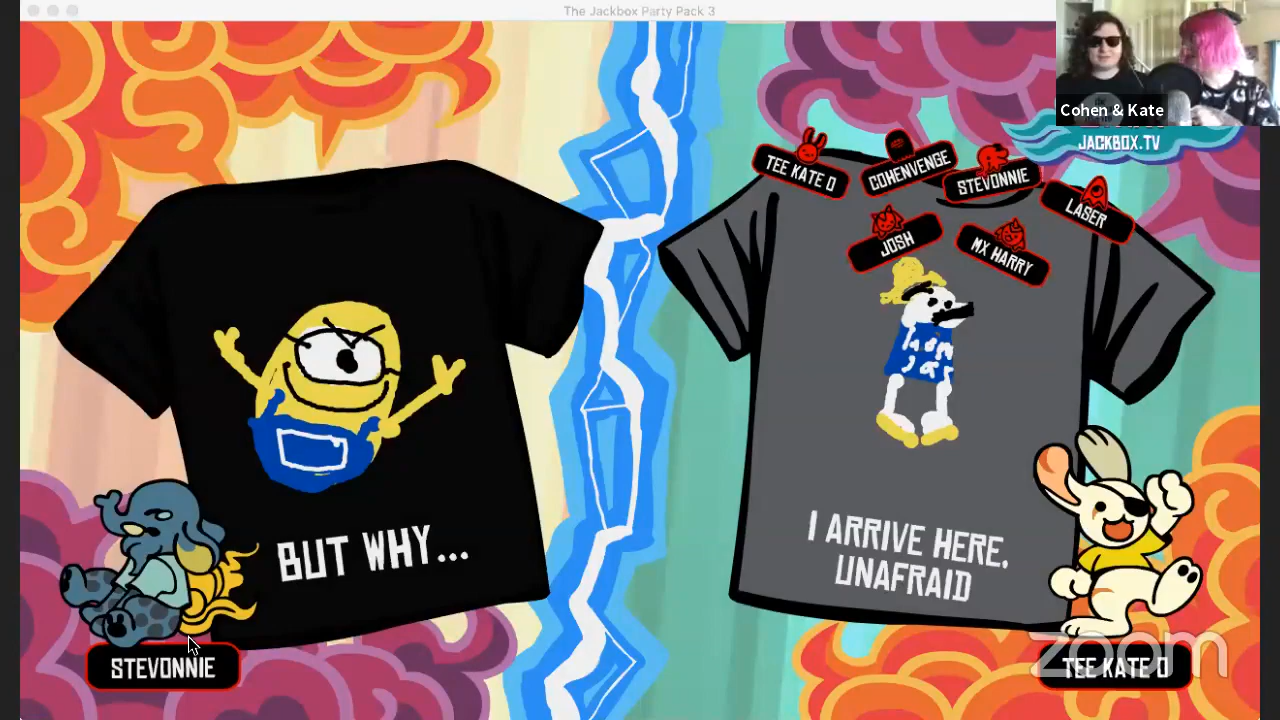 The Jackbox Party Pack 3
Cohen & Kate
JACKBOX.TV
TEE KATE O
COHENVENGE
STEVONNIE
LASER
JOSH
MX HARRY
BUT WHY...
I ARRIVE HERE,
UNAFRAID
STEVONNIE
zoom
TEE KATE O